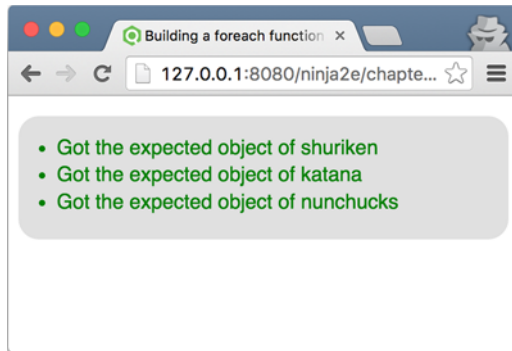 Building a foreach function
127.0.0.1:8080/ninja2e/chapte...
• Got the expected object of shuriken
• Got the expected object of katana
• Got the expected object of nunchucks